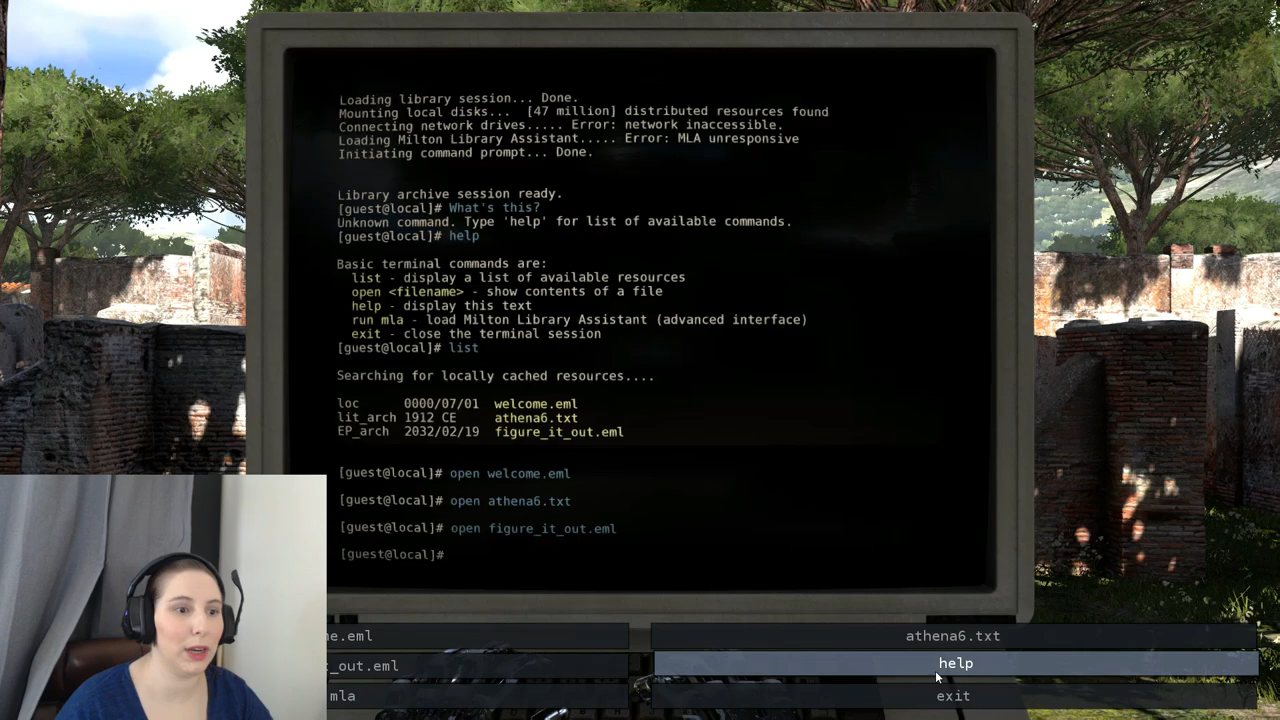 Loading library session... Done.
Mounting local disks... [47 million] distributed resources found
Connecting network drives..... Error: network inaccessible.
Loading Milton Library Assistant..... Error: MLA unresponsive
Initiating command prompt... Done.
Library archive session ready.
[guest@local]# What's this?
Unknown command. Type 'help' for list of available commands.
[guest@local]# help
Basic terminal commands are:
list - display a list of available resources
open <filename> - show contents of a file
help - display this text
run mla - load Milton Library Assistant (advanced interface)
exit - close the terminal session
[guest@local]# list
Searching for locally cached resources....
loc 0000/07/01 welcome.eml
lit_arch 1912 CE athena6.txt
EP_arch 2032/02/19 figure_it_out.eml
[guest@local]# open welcome.eml
[guest@local]# open athena6.txt
[guest@local]# open figure_it_out.eml
[guest@local]#
me.eml athena6.txt
t_out.eml help
mla exit